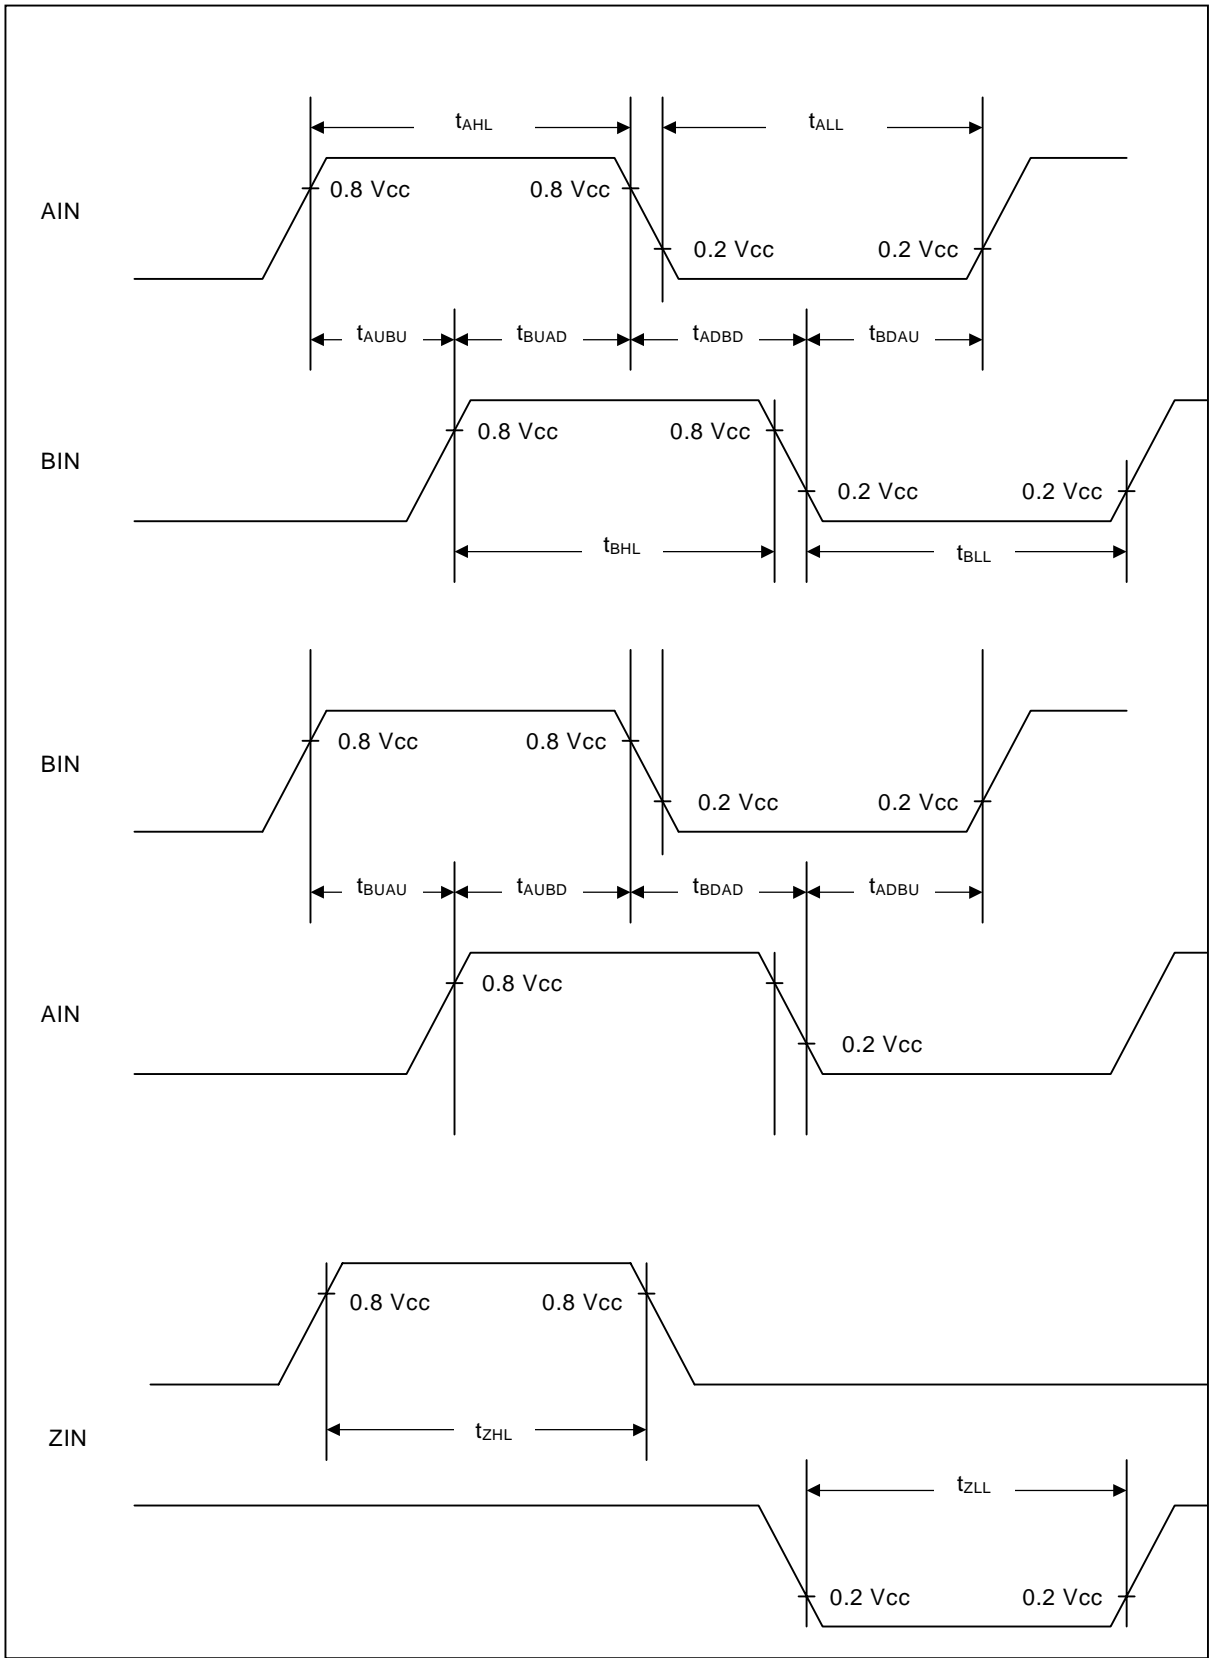 tAHL tALL
0.8 Vcc 0.8 Vcc
AIN
0.2 Vcc 0.2 Vcc
tAUBU tBUAD tADBD tBDAU
0.8 Vcc 0.8 Vcc
BIN
0.2 Vcc 0.2 Vcc
tBHL tBLL
0.8 Vcc 0.8 Vcc
BIN
0.2 Vcc 0.2 Vcc
tBUAU tAUBD tBDAD tADBU
0.8 Vcc
AIN
0.2 Vcc
0.8 Vcc 0.8 Vcc
tZHL
ZIN
tZLL
0.2 Vcc 0.2 Vcc